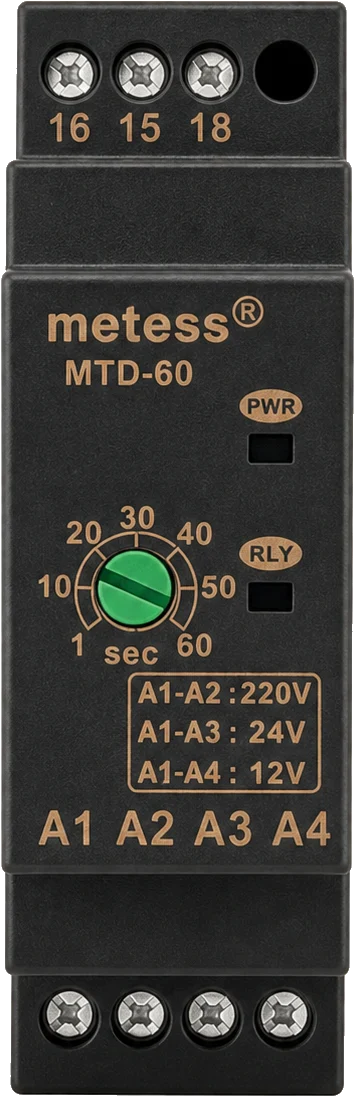 16 15 18
metess®
MTD-60
PWR
RLY
30
20 40
10 50
1 sec 60
A1-A2 : 220V
A1-A3 : 24V
A1-A4 : 12V
A1 A2 A3 A4